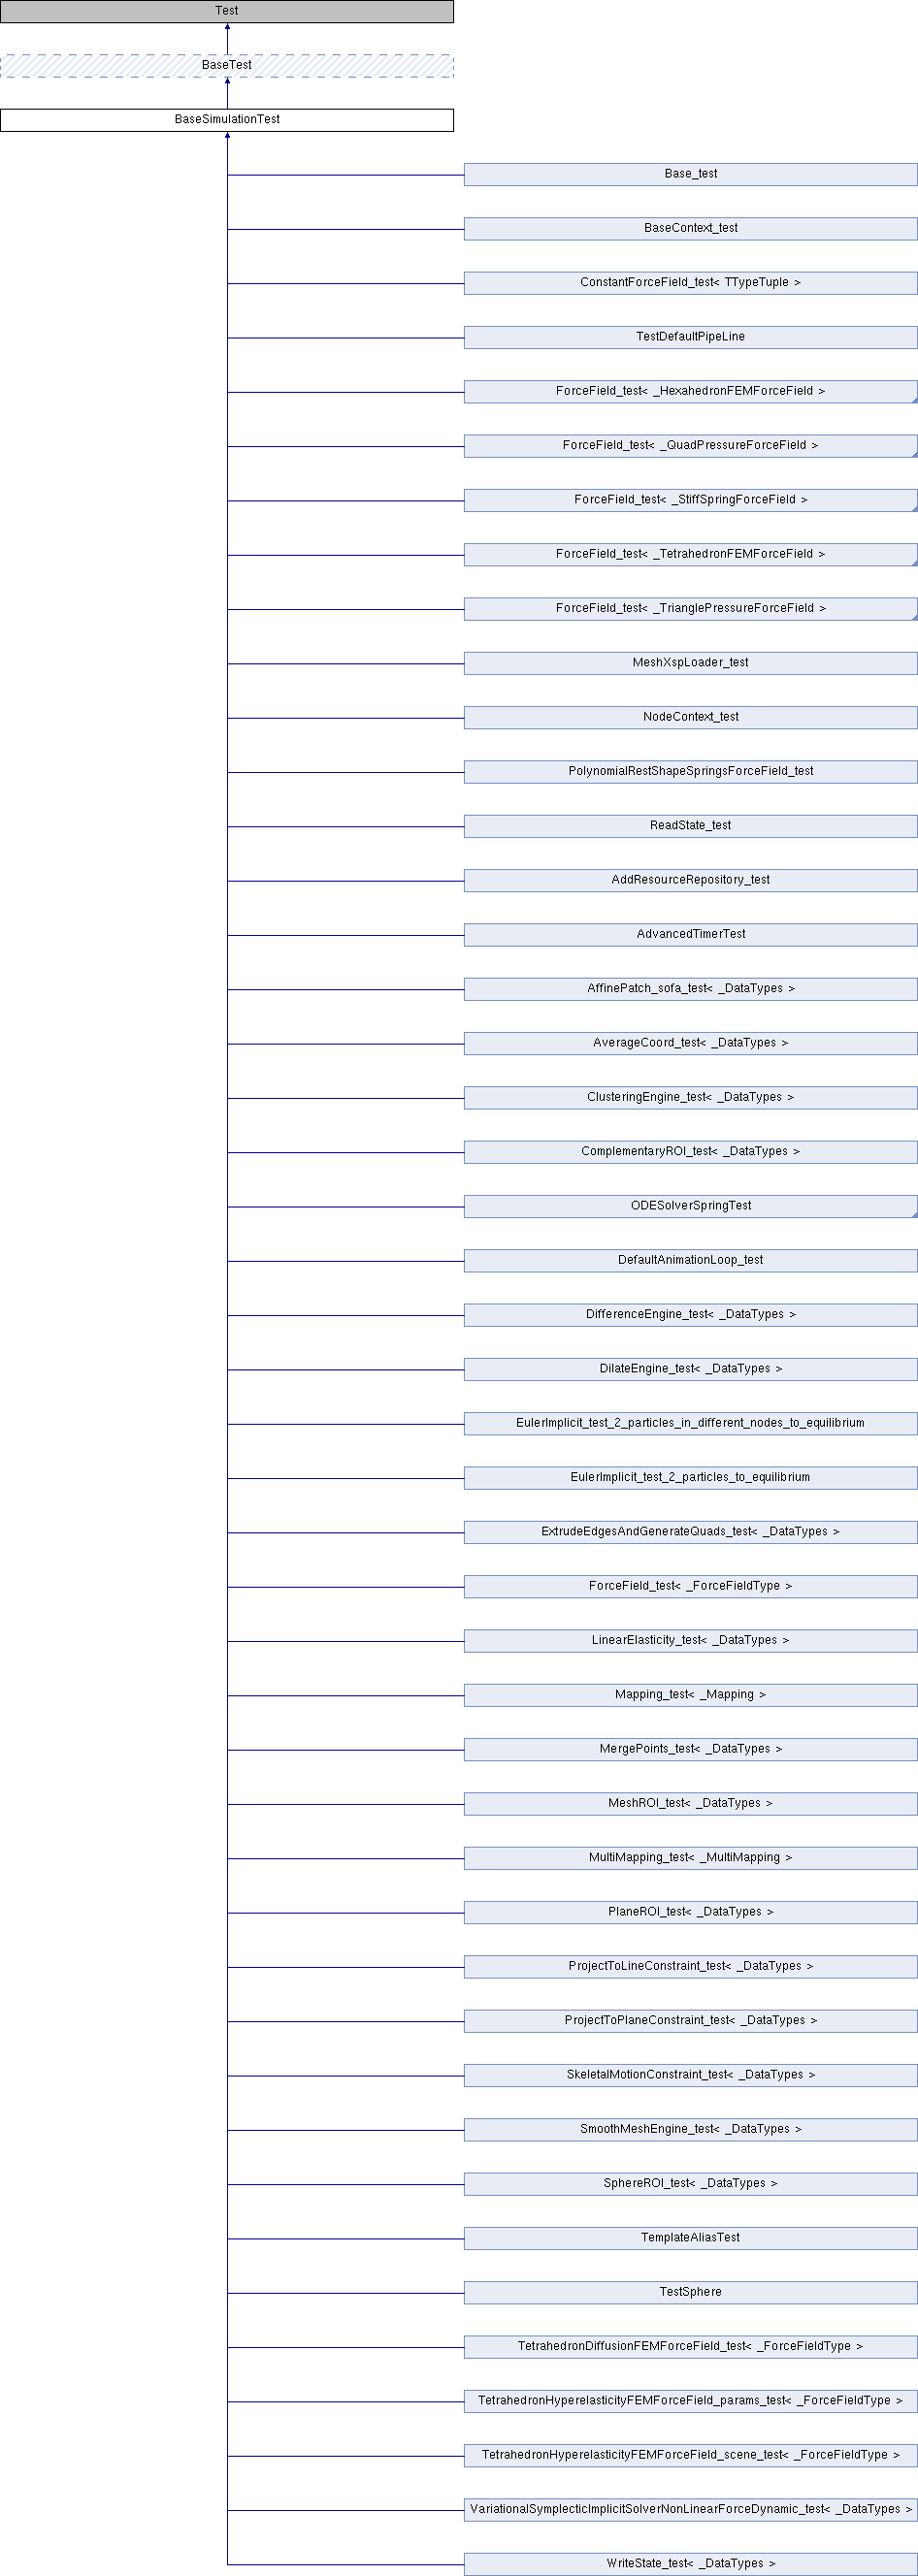 Test
BaseTest
BaseSimulationTest
Base_test
BaseContext_test
ConstantForceField_test< TTypeTuple >
TestDefaultPipeLine
ForceField_test< _HexahedronFEMForceField >
ForceField_test< _QuadPressureForceField >
ForceField_test< _StiffSpringForceField >
ForceField_test< _TetrahedronFEMForceField >
ForceField_test< _TrianglePressureForceField >
MeshXspLoader_test
NodeContext_test
PolynomialRestShapeSpringsForceField_test
ReadState_test
AddResourceRepository_test
AdvancedTimerTest
AffinePatch_sofa_test< _DataTypes >
AverageCoord_test< _DataTypes >
ClusteringEngine_test< _DataTypes >
ComplementaryROI_test< _DataTypes >
ODESolverSpringTest
DefaultAnimationLoop_test
DifferenceEngine_test< _DataTypes >
DilateEngine_test< _DataTypes >
EulerImplicit_test_2_particles_in_different_nodes_to_equilibrium
EulerImplicit_test_2_particles_to_equilibrium
ExtrudeEdgesAndGenerateQuads_test< _DataTypes >
ForceField_test< _ForceFieldType >
LinearElasticity_test< _DataTypes >
Mapping_test< _Mapping >
MergePoints_test< _DataTypes >
MeshROI_test< _DataTypes >
MultiMapping_test< _MultiMapping >
PlaneROI_test< _DataTypes >
ProjectToLineConstraint_test< _DataTypes >
ProjectToPlaneConstraint_test< _DataTypes >
SkeletalMotionConstraint_test< _DataTypes >
SmoothMeshEngine_test< _DataTypes >
SphereROI_test< _DataTypes >
TemplateAliasTest
TestSphere
TetrahedronDiffusionFEMForceField_test< _ForceFieldType >
TetrahedronHyperelasticityFEMForceField_params_test< _ForceFieldType >
TetrahedronHyperelasticityFEMForceField_scene_test< _ForceFieldType >
VariationalSymplecticImplicitSolverNonLinearForceDynamic_test< _DataTypes >
WriteState_test< _DataTypes >